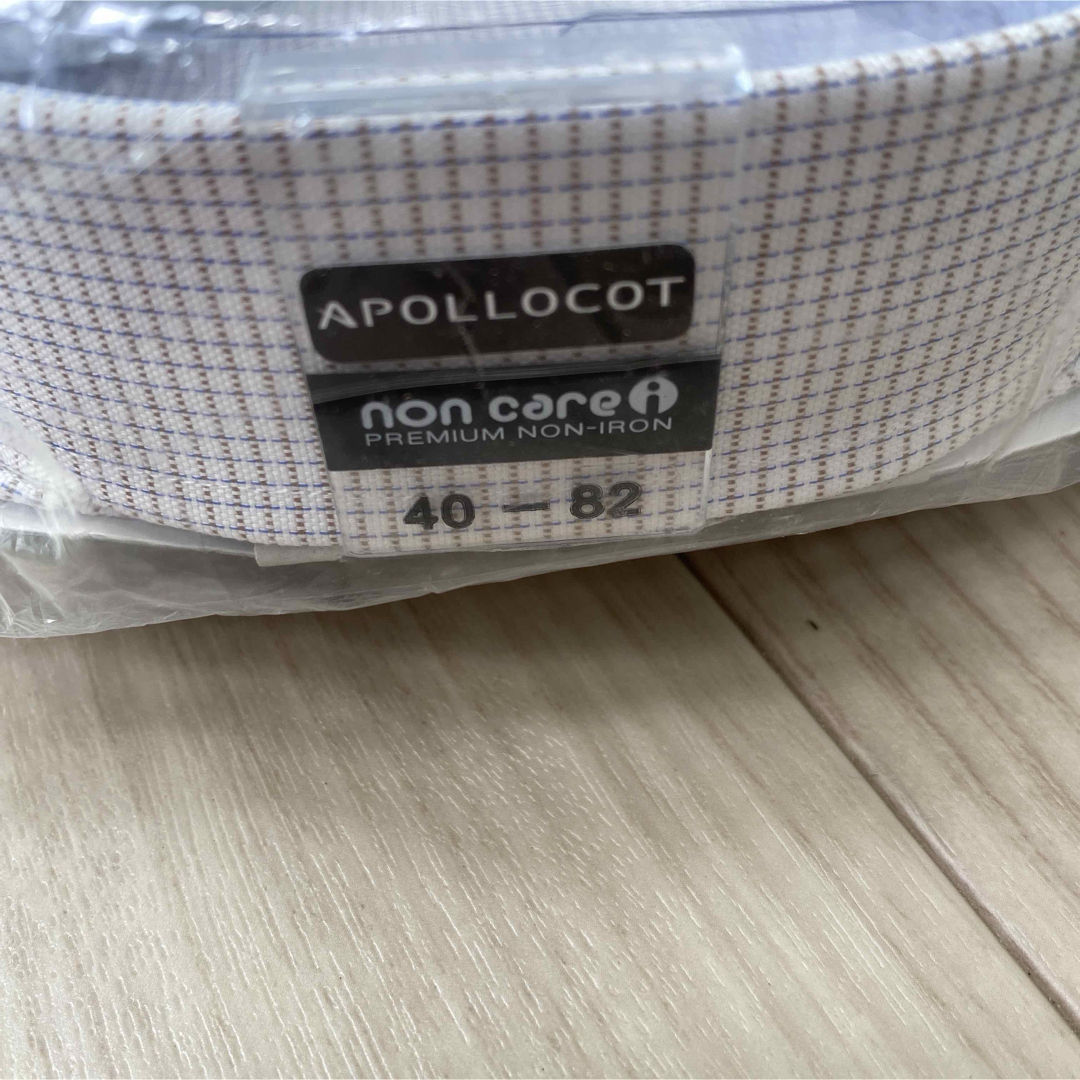 APOLLOCOT
non care i
PREMIUM NON-IRON
40 - 82